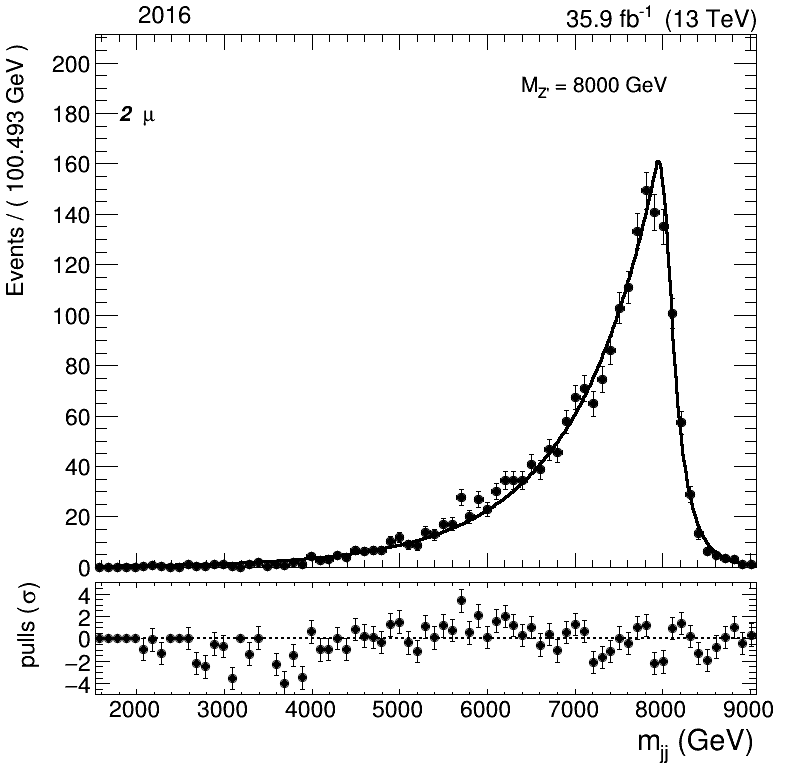 2016 35.9 fb⁻¹ (13 TeV)
Events / ( 100.493 GeV )
200
180
160
140
120
100
80
60
40
20
0
2 μ
M_Z' = 8000 GeV
pulls (σ)
4
2
0
−2
−4
2000 3000 4000 5000 6000 7000 8000 9000
m_jj (GeV)